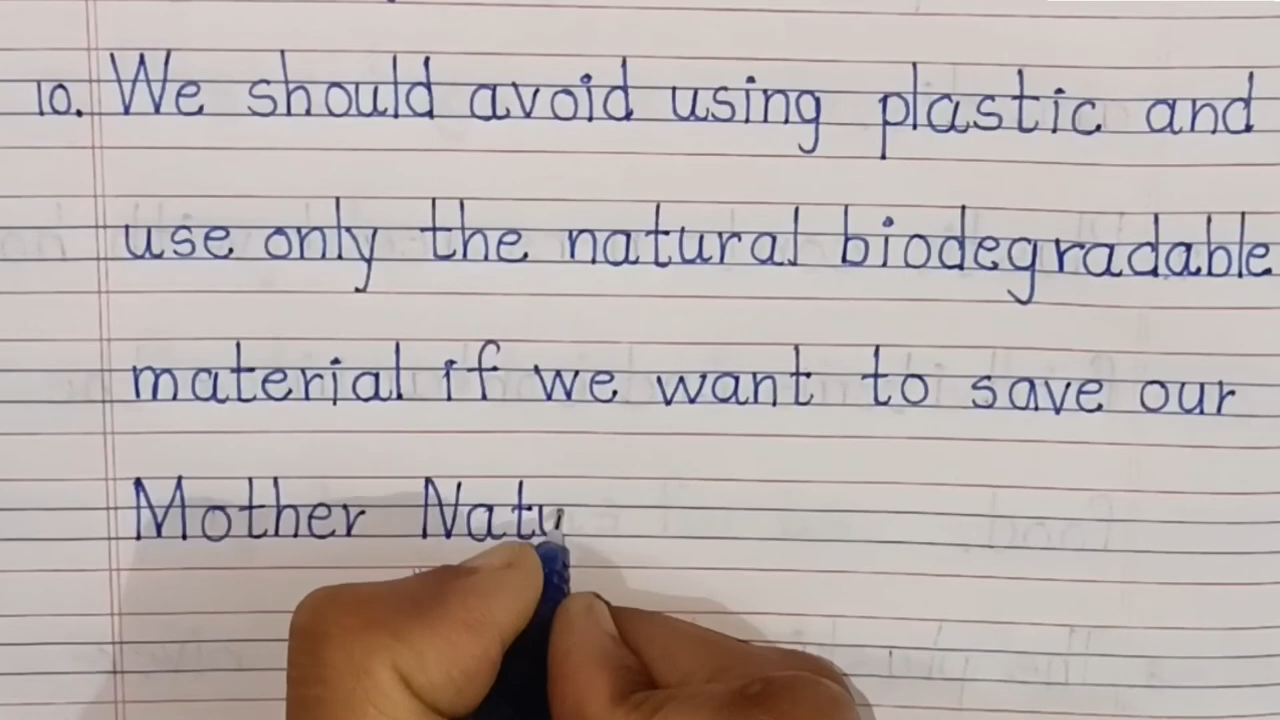 10. We should avoid using plastic and
use only the natural biodegradable
material if we want to save our
Mother Natu